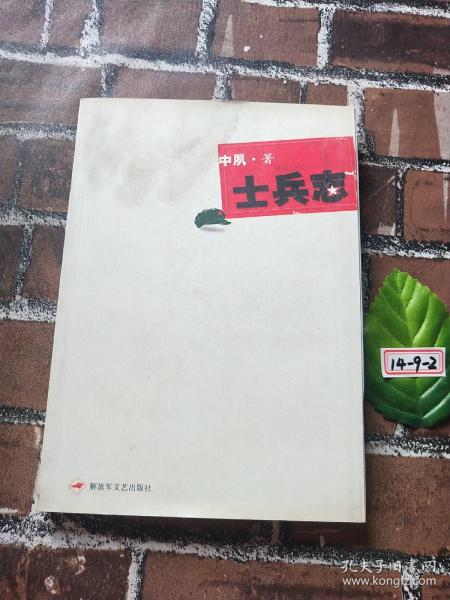 中夙·著
士兵志
14-9-2
解放军文艺出版社
孔夫子旧书网
www.kongfz.com